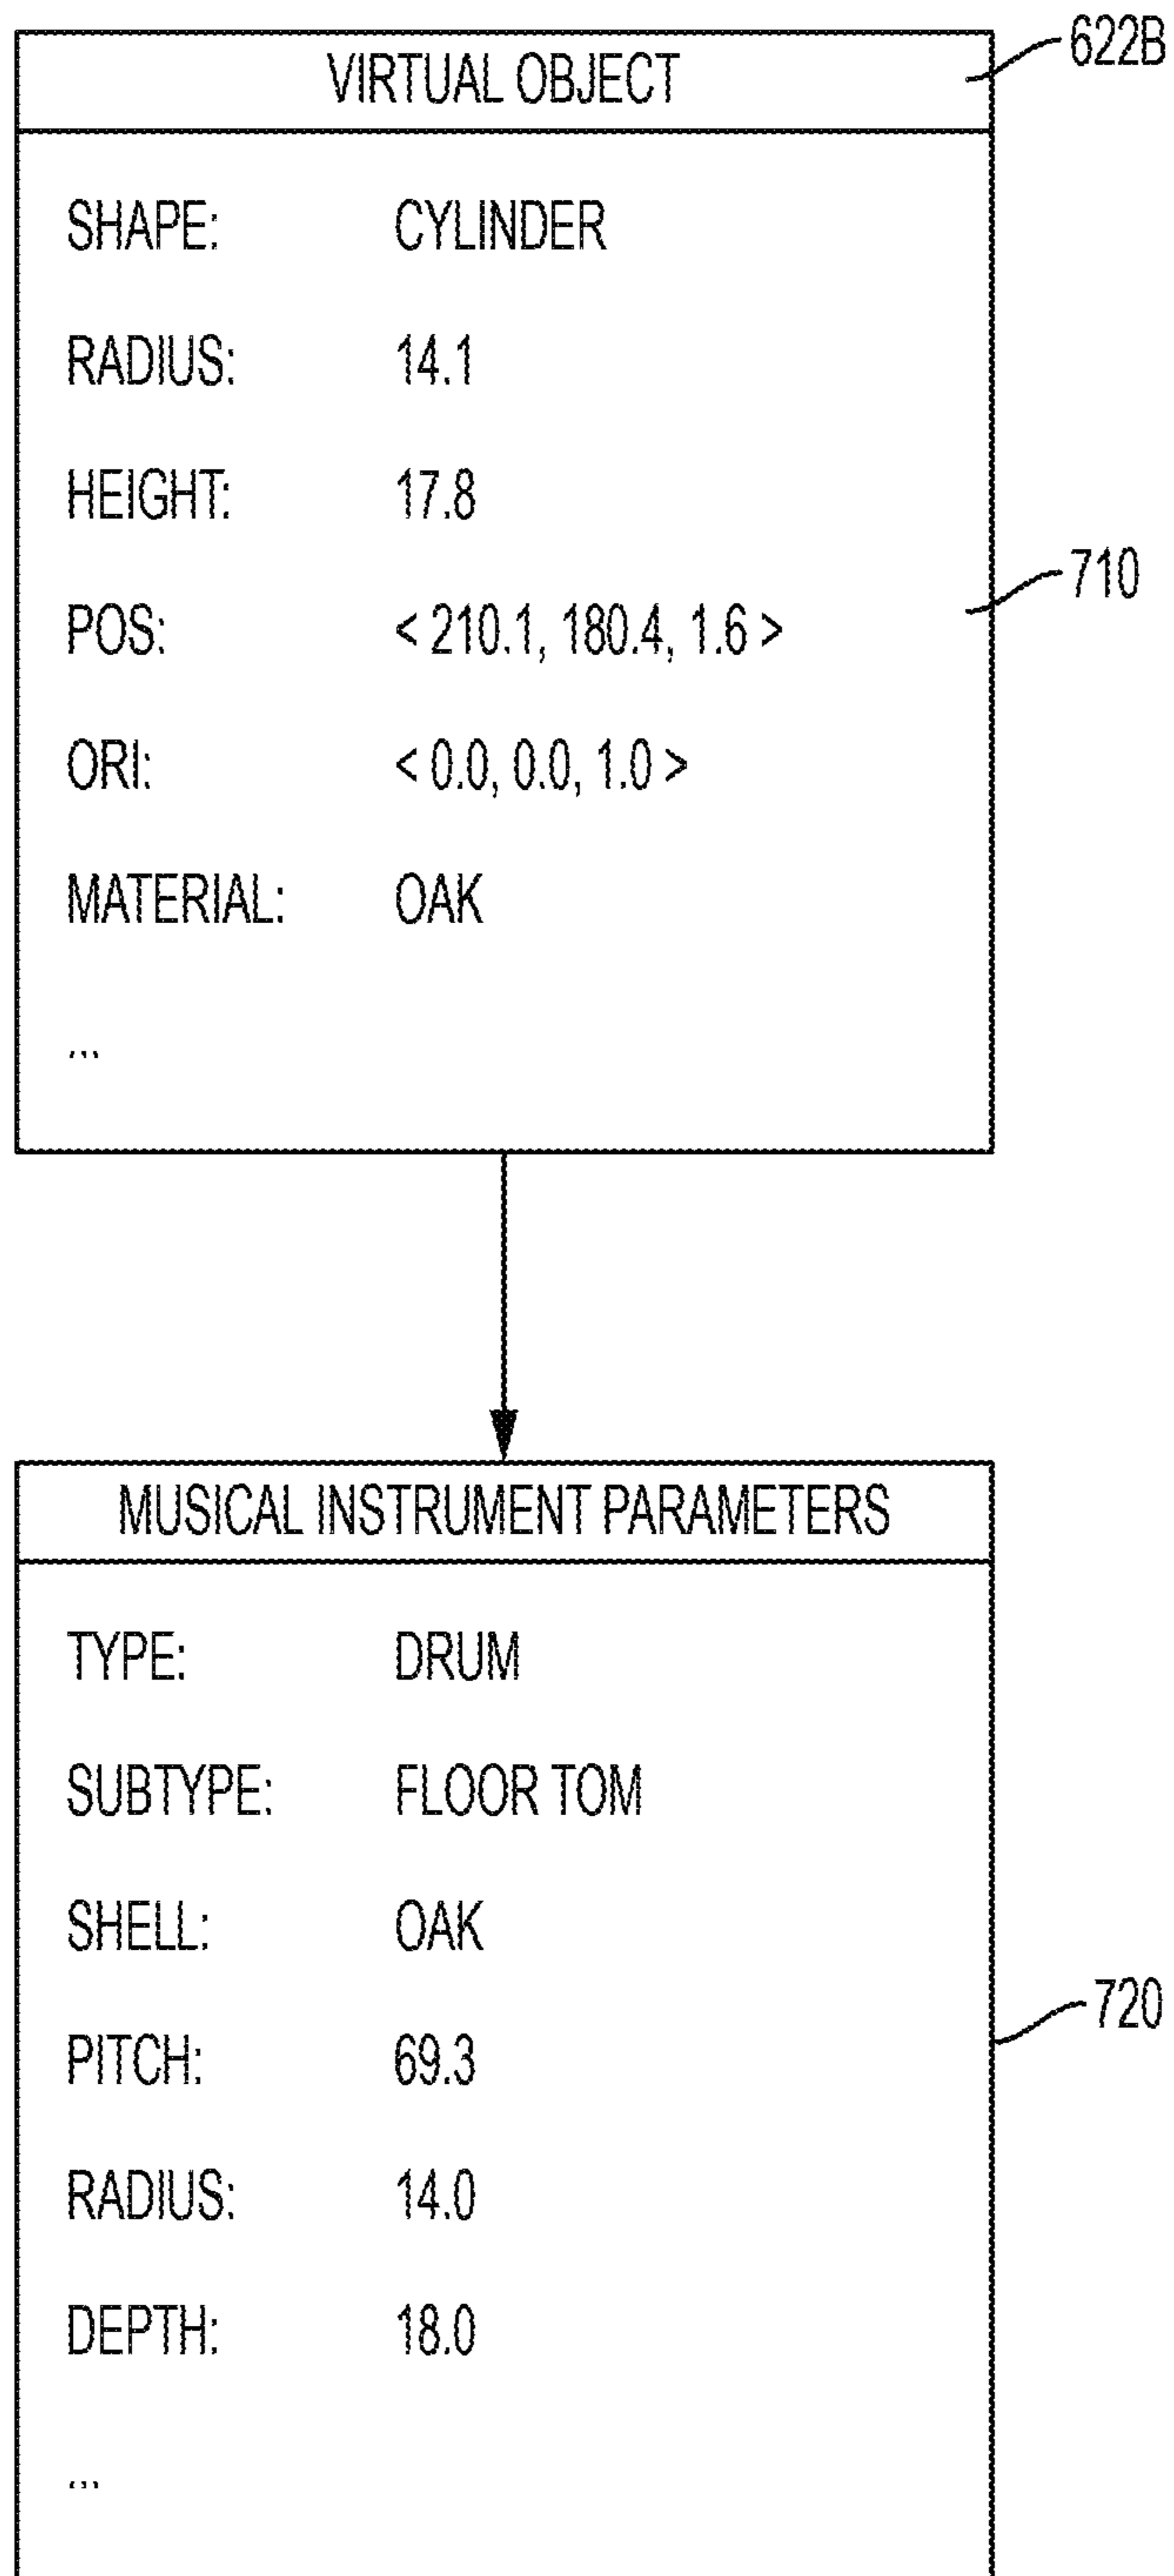 622B
VIRTUAL OBJECT
SHAPE: CYLINDER
RADIUS: 14.1
HEIGHT: 17.8
710
POS: < 210.1, 180.4, 1.6 >
ORI: < 0.0, 0.0, 1.0 >
MATERIAL: OAK
...
MUSICAL INSTRUMENT PARAMETERS
TYPE: DRUM
SUBTYPE: FLOOR TOM
SHELL: OAK
720
PITCH: 69.3
RADIUS: 14.0
DEPTH: 18.0
...